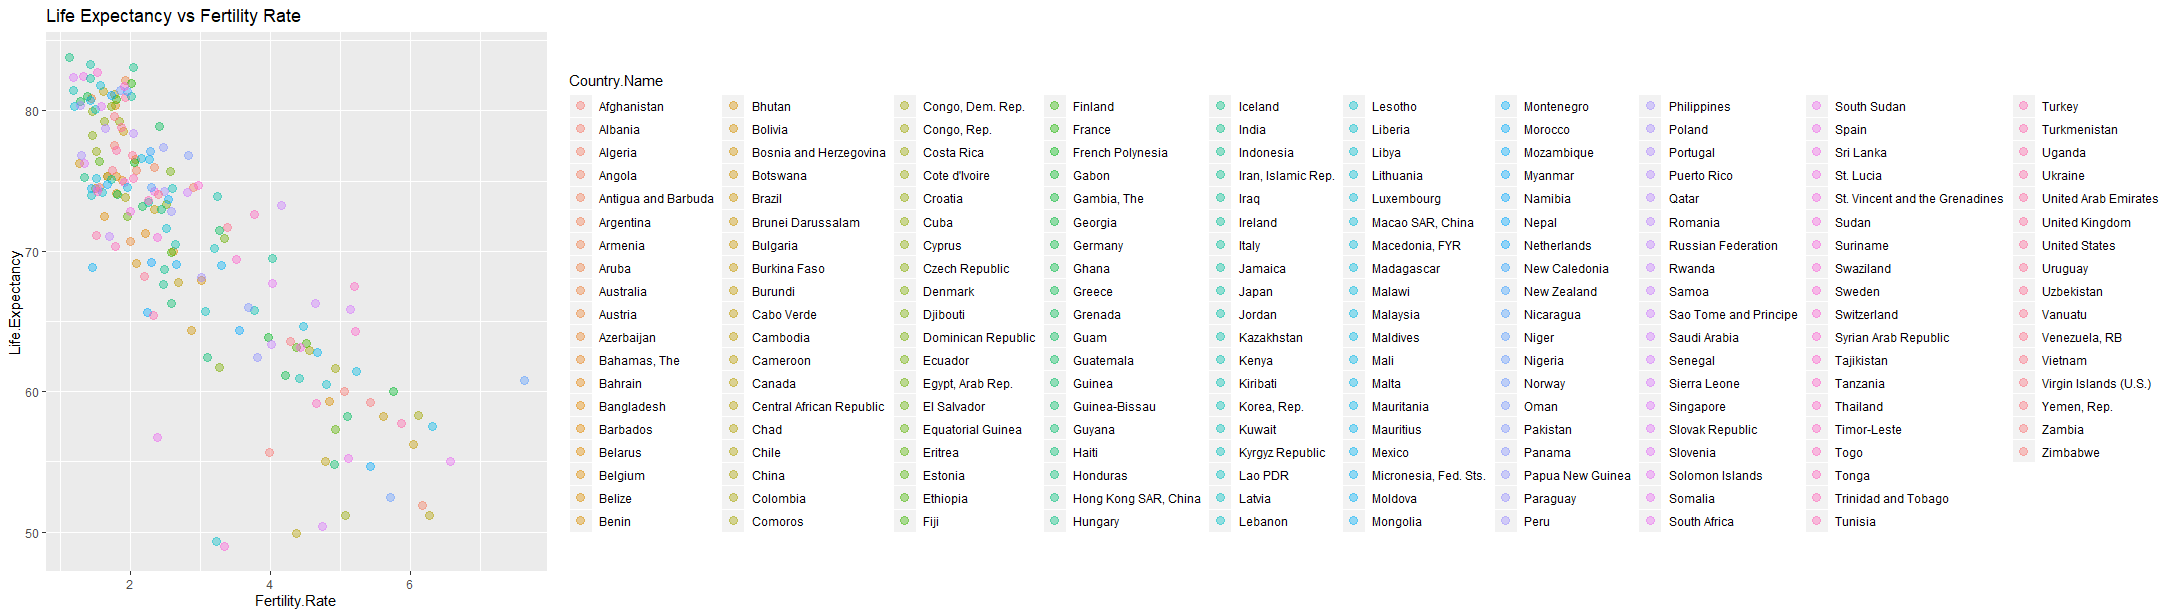 Life Expectancy vs Fertility Rate
Life.Expectancy
80
70
60
50
2
4
6
Fertility.Rate
Country.Name
Afghanistan
Albania
Algeria
Angola
Antigua and Barbuda
Argentina
Armenia
Aruba
Australia
Austria
Azerbaijan
Bahamas, The
Bahrain
Bangladesh
Barbados
Belarus
Belgium
Belize
Benin
Bhutan
Bolivia
Bosnia and Herzegovina
Botswana
Brazil
Brunei Darussalam
Bulgaria
Burkina Faso
Burundi
Cabo Verde
Cambodia
Cameroon
Canada
Central African Republic
Chad
Chile
China
Colombia
Comoros
Congo, Dem. Rep.
Congo, Rep.
Costa Rica
Cote d'Ivoire
Croatia
Cuba
Cyprus
Czech Republic
Denmark
Djibouti
Dominican Republic
Ecuador
Egypt, Arab Rep.
El Salvador
Equatorial Guinea
Eritrea
Estonia
Ethiopia
Fiji
Finland
France
French Polynesia
Gabon
Gambia, The
Georgia
Germany
Ghana
Greece
Grenada
Guam
Guatemala
Guinea
Guinea-Bissau
Guyana
Haiti
Honduras
Hong Kong SAR, China
Hungary
Iceland
India
Indonesia
Iran, Islamic Rep.
Iraq
Ireland
Italy
Jamaica
Japan
Jordan
Kazakhstan
Kenya
Kiribati
Korea, Rep.
Kuwait
Kyrgyz Republic
Lao PDR
Latvia
Lebanon
Lesotho
Liberia
Libya
Lithuania
Luxembourg
Macao SAR, China
Macedonia, FYR
Madagascar
Malawi
Malaysia
Maldives
Mali
Malta
Mauritania
Mauritius
Mexico
Micronesia, Fed. Sts.
Moldova
Mongolia
Montenegro
Morocco
Mozambique
Myanmar
Namibia
Nepal
Netherlands
New Caledonia
New Zealand
Nicaragua
Niger
Nigeria
Norway
Oman
Pakistan
Panama
Papua New Guinea
Paraguay
Peru
Philippines
Poland
Portugal
Puerto Rico
Qatar
Romania
Russian Federation
Rwanda
Samoa
Sao Tome and Principe
Saudi Arabia
Senegal
Sierra Leone
Singapore
Slovak Republic
Slovenia
Solomon Islands
Somalia
South Africa
South Sudan
Spain
Sri Lanka
St. Lucia
St. Vincent and the Grenadines
Sudan
Suriname
Swaziland
Sweden
Switzerland
Syrian Arab Republic
Tajikistan
Tanzania
Thailand
Timor-Leste
Togo
Tonga
Trinidad and Tobago
Tunisia
Turkey
Turkmenistan
Uganda
Ukraine
United Arab Emirates
United Kingdom
United States
Uruguay
Uzbekistan
Vanuatu
Venezuela, RB
Vietnam
Virgin Islands (U.S.)
Yemen, Rep.
Zambia
Zimbabwe